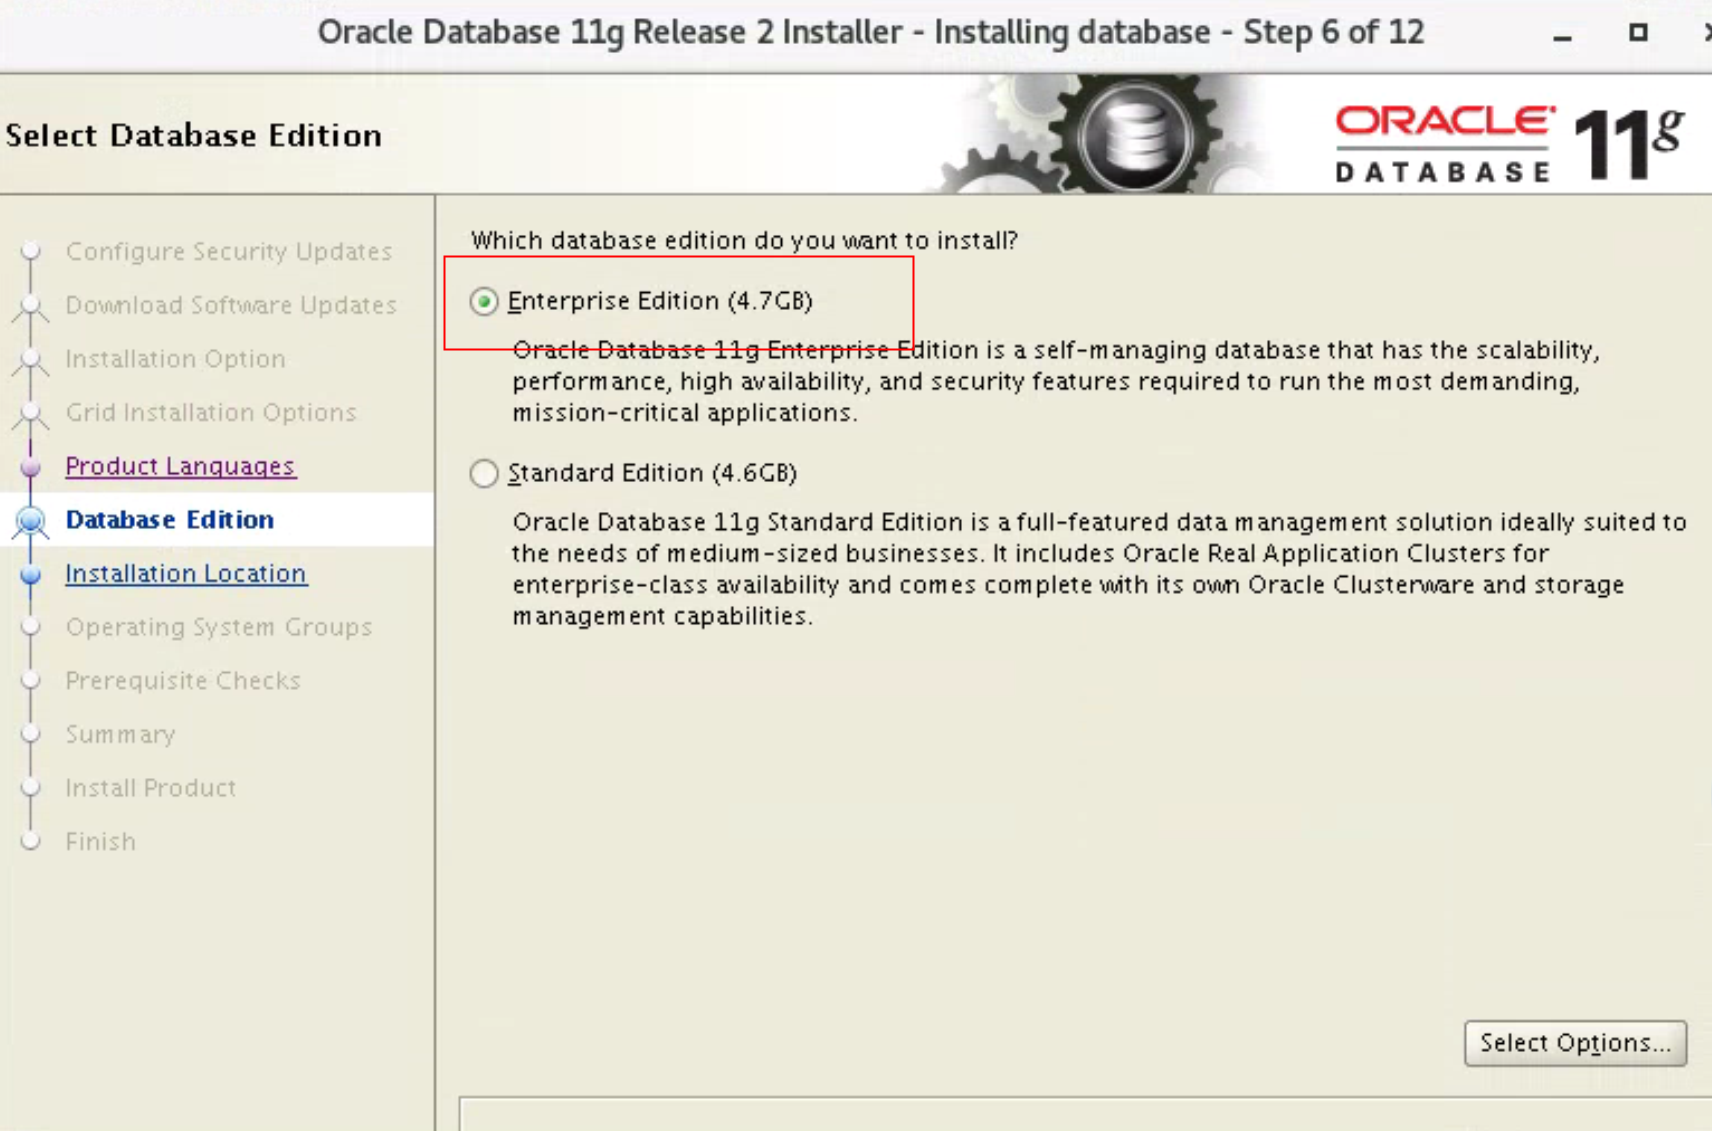 Oracle Database 11g Release 2 Installer - Installing database - Step 6 of 12
Select Database Edition
ORACLE
DATABASE
11g
Configure Security Updates
Download Software Updates
Installation Option
Grid Installation Options
Product Languages
Database Edition
Installation Location
Operating System Groups
Prerequisite Checks
Summary
Install Product
Finish
Which database edition do you want to install?
Enterprise Edition (4.7GB)
Oracle Database 11g Enterprise Edition is a self-managing database that has the scalability,
performance, high availability, and security features required to run the most demanding,
mission-critical applications.
Standard Edition (4.6GB)
Oracle Database 11g Standard Edition is a full-featured data management solution ideally suited to
the needs of medium-sized businesses. It includes Oracle Real Application Clusters for
enterprise-class availability and comes complete with its own Oracle Clusterware and storage
management capabilities.
Select Options...